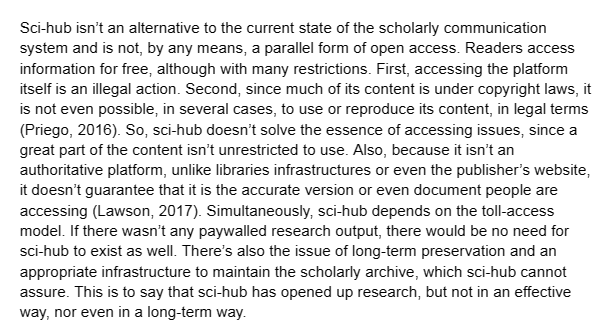 Sci-hub isn’t an alternative to the current state of the scholarly communication
system and is not, by any means, a parallel form of open access. Readers access
information for free, although with many restrictions. First, accessing the platform
itself is an illegal action. Second, since much of its content is under copyright laws, it
is not even possible, in several cases, to use or reproduce its content, in legal terms
(Priego, 2016). So, sci-hub doesn’t solve the essence of accessing issues, since a
great part of the content isn’t unrestricted to use. Also, because it isn’t an
authoritative platform, unlike libraries infrastructures or even the publisher’s website,
it doesn’t guarantee that it is the accurate version or even document people are
accessing (Lawson, 2017). Simultaneously, sci-hub depends on the toll-access
model. If there wasn’t any paywalled research output, there would be no need for
sci-hub to exist as well. There’s also the issue of long-term preservation and an
appropriate infrastructure to maintain the scholarly archive, which sci-hub cannot
assure. This is to say that sci-hub has opened up research, but not in an effective
way, nor even in a long-term way.